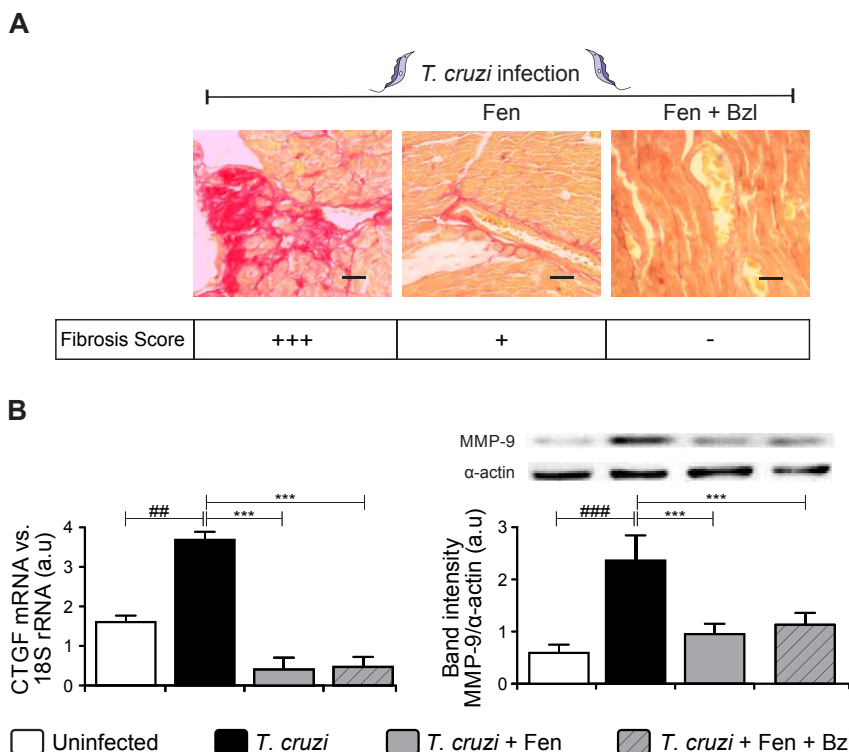 A
T. cruzi infection
Fen Fen + Bzl
Fibrosis Score +++ + -
B
MMP-9
α-actin
## *** ***
### *** ***
CTGF mRNA vs.
18S rRNA (a.u)
4
2
1
0
Band intensity
MMP-9/α-actin (a.u)
3
2
1
0
Uninfected T. cruzi T. cruzi + Fen T. cruzi + Fen + Bz